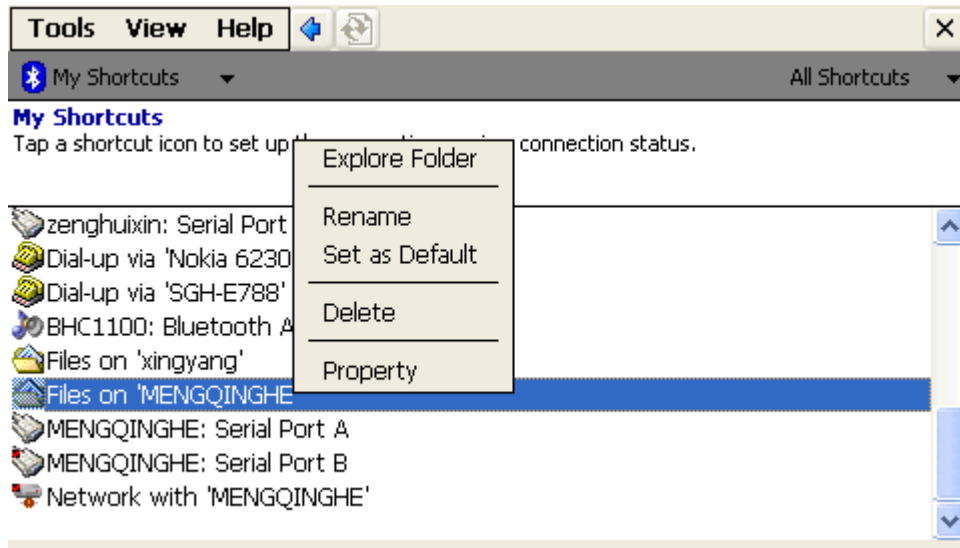 Tools View Help
My Shortcuts All Shortcuts
My Shortcuts
Tap a shortcut icon to set up connection status.
Explore Folder
Rename
Set as Default
Delete
Property
zenghuixin: Serial Port
Dial-up via 'Nokia 6230
Dial-up via 'SGH-E788'
BHC1100: Bluetooth A
Files on 'xingyang'
Files on 'MENGQINGHE
MENGQINGHE: Serial Port A
MENGQINGHE: Serial Port B
Network with 'MENGQINGHE'